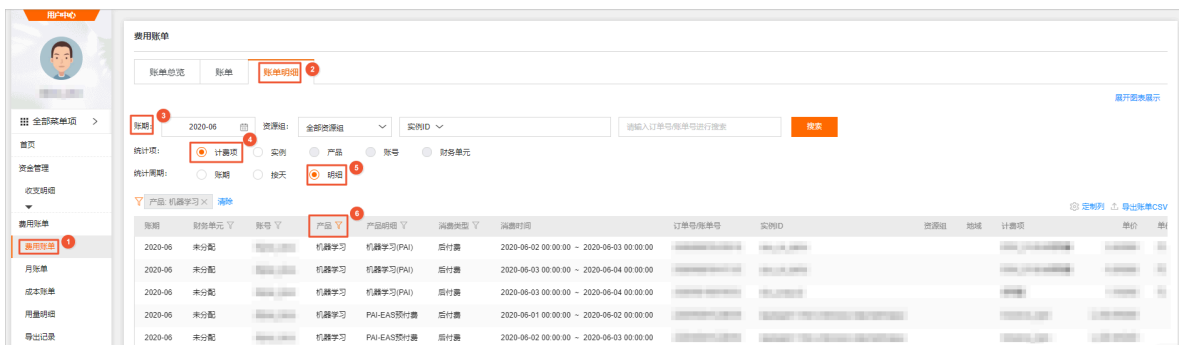 用户中心
全部菜单项 >
首页
资金管理
收支明细
费用账单
费用账单 1
月账单
成本账单
用量明细
导出记录
费用账单
账单总览 账单 账单明细 2
展开图表展示
账期: 3 2020-06 资源组: 全部资源组 实例ID 请输入订单号/账单号进行搜索 搜索
统计项: 计费项 4 实例 产品 账号 财务单元
统计周期: 账期 按天 明细 5
产品: 机器学习 × 清除
定制列 导出账单CSV
账期 财务单元 账号 产品 6 产品明细 消费类型 消费时间 订单号/账单号 实例ID 资源组 地域 计费项 单价
2020-06 未分配 机器学习 机器学习(PAI) 后付费 2020-06-02 00:00:00 ~ 2020-06-03 00:00:00
2020-06 未分配 机器学习 机器学习(PAI) 后付费 2020-06-03 00:00:00 ~ 2020-06-04 00:00:00
2020-06 未分配 机器学习 机器学习(PAI) 后付费 2020-06-03 00:00:00 ~ 2020-06-04 00:00:00
2020-06 未分配 机器学习 PAI-EAS预付费 后付费 2020-06-01 00:00:00 ~ 2020-06-02 00:00:00
2020-06 未分配 机器学习 PAI-EAS预付费 后付费 2020-06-02 00:00:00 ~ 2020-06-03 00:00:00